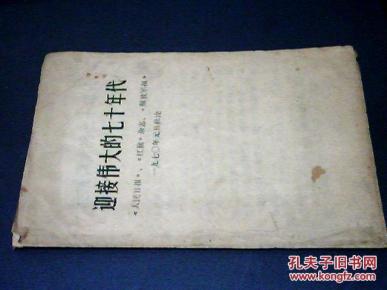 迎接伟大的七十年代
《人民日报》、《红旗》杂志、《解放军报》
一九七〇年元旦社论
孔夫子旧书网